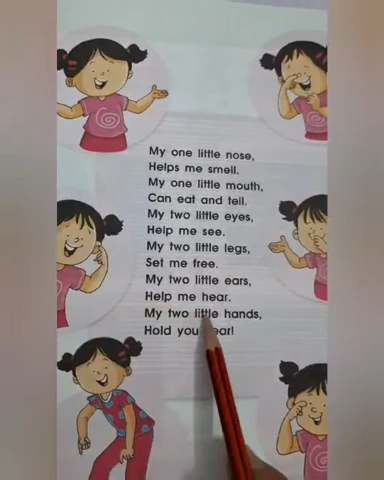 My one little nose,
Helps me smell.
My one little mouth,
Can eat and tell.
My two little eyes,
Help me see.
My two little legs,
Set me free.
My two little ears,
Help me hear.
My two little hands,
Hold you